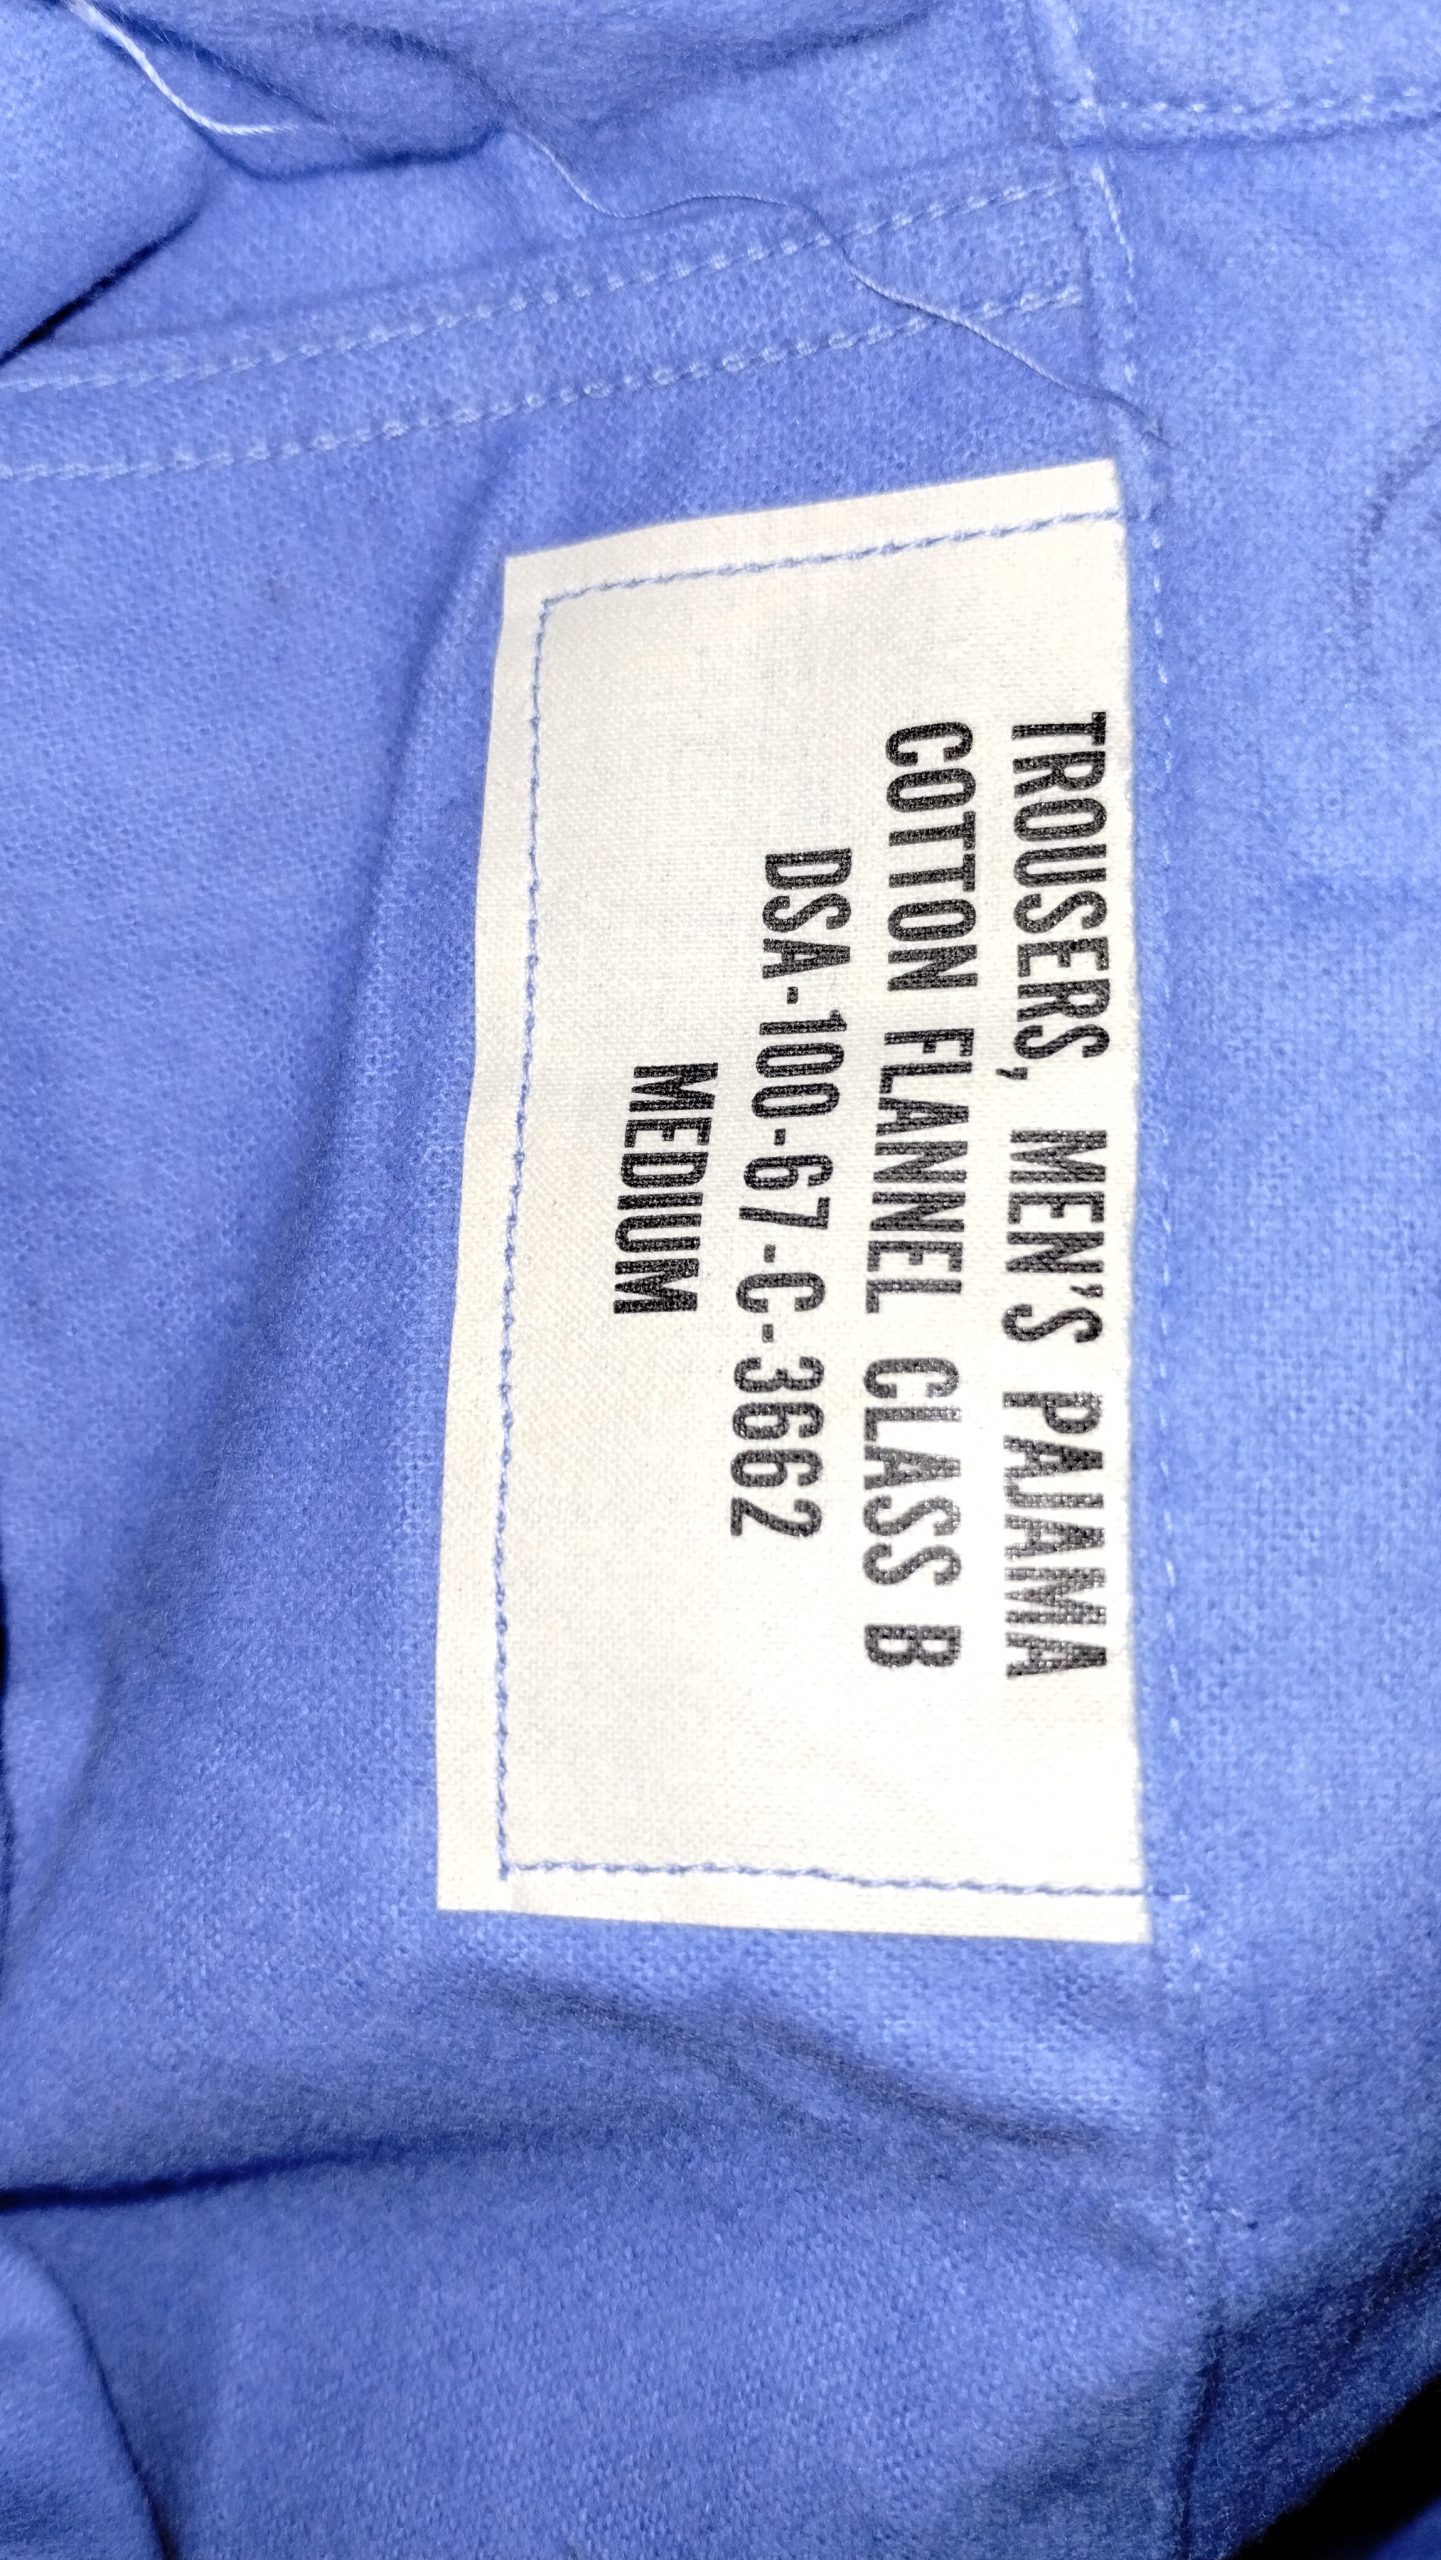 TROUSERS, MEN'S PAJAMA
COTTON FLANNEL CLASS B
DSA-100-67-C-3662
MEDIUM